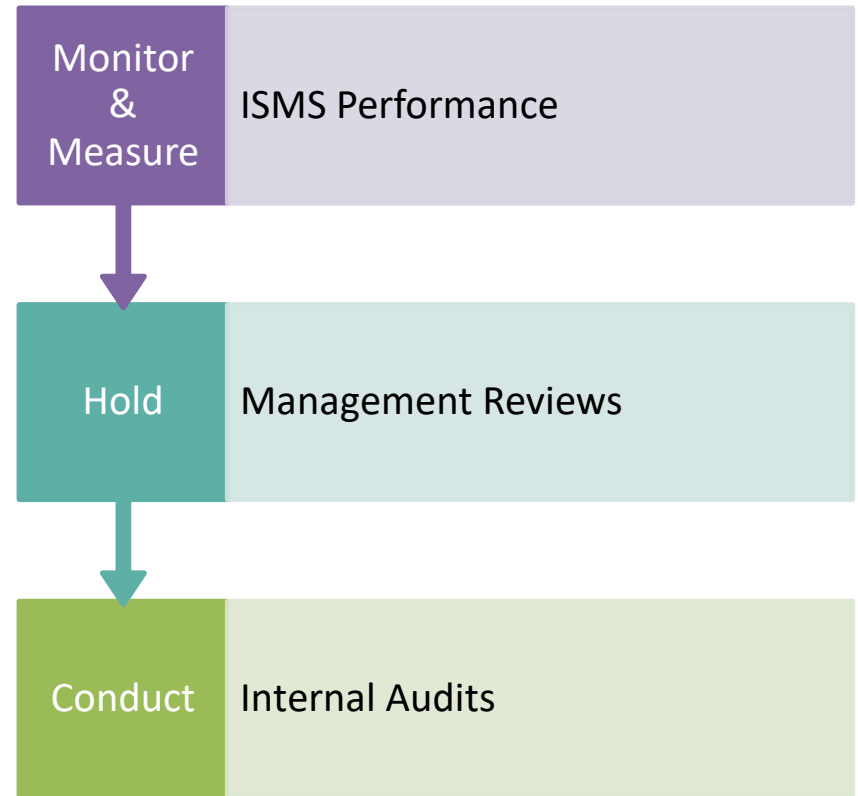 Monitor
&
Measure
ISMS Performance
Hold
Management Reviews
Conduct
Internal Audits